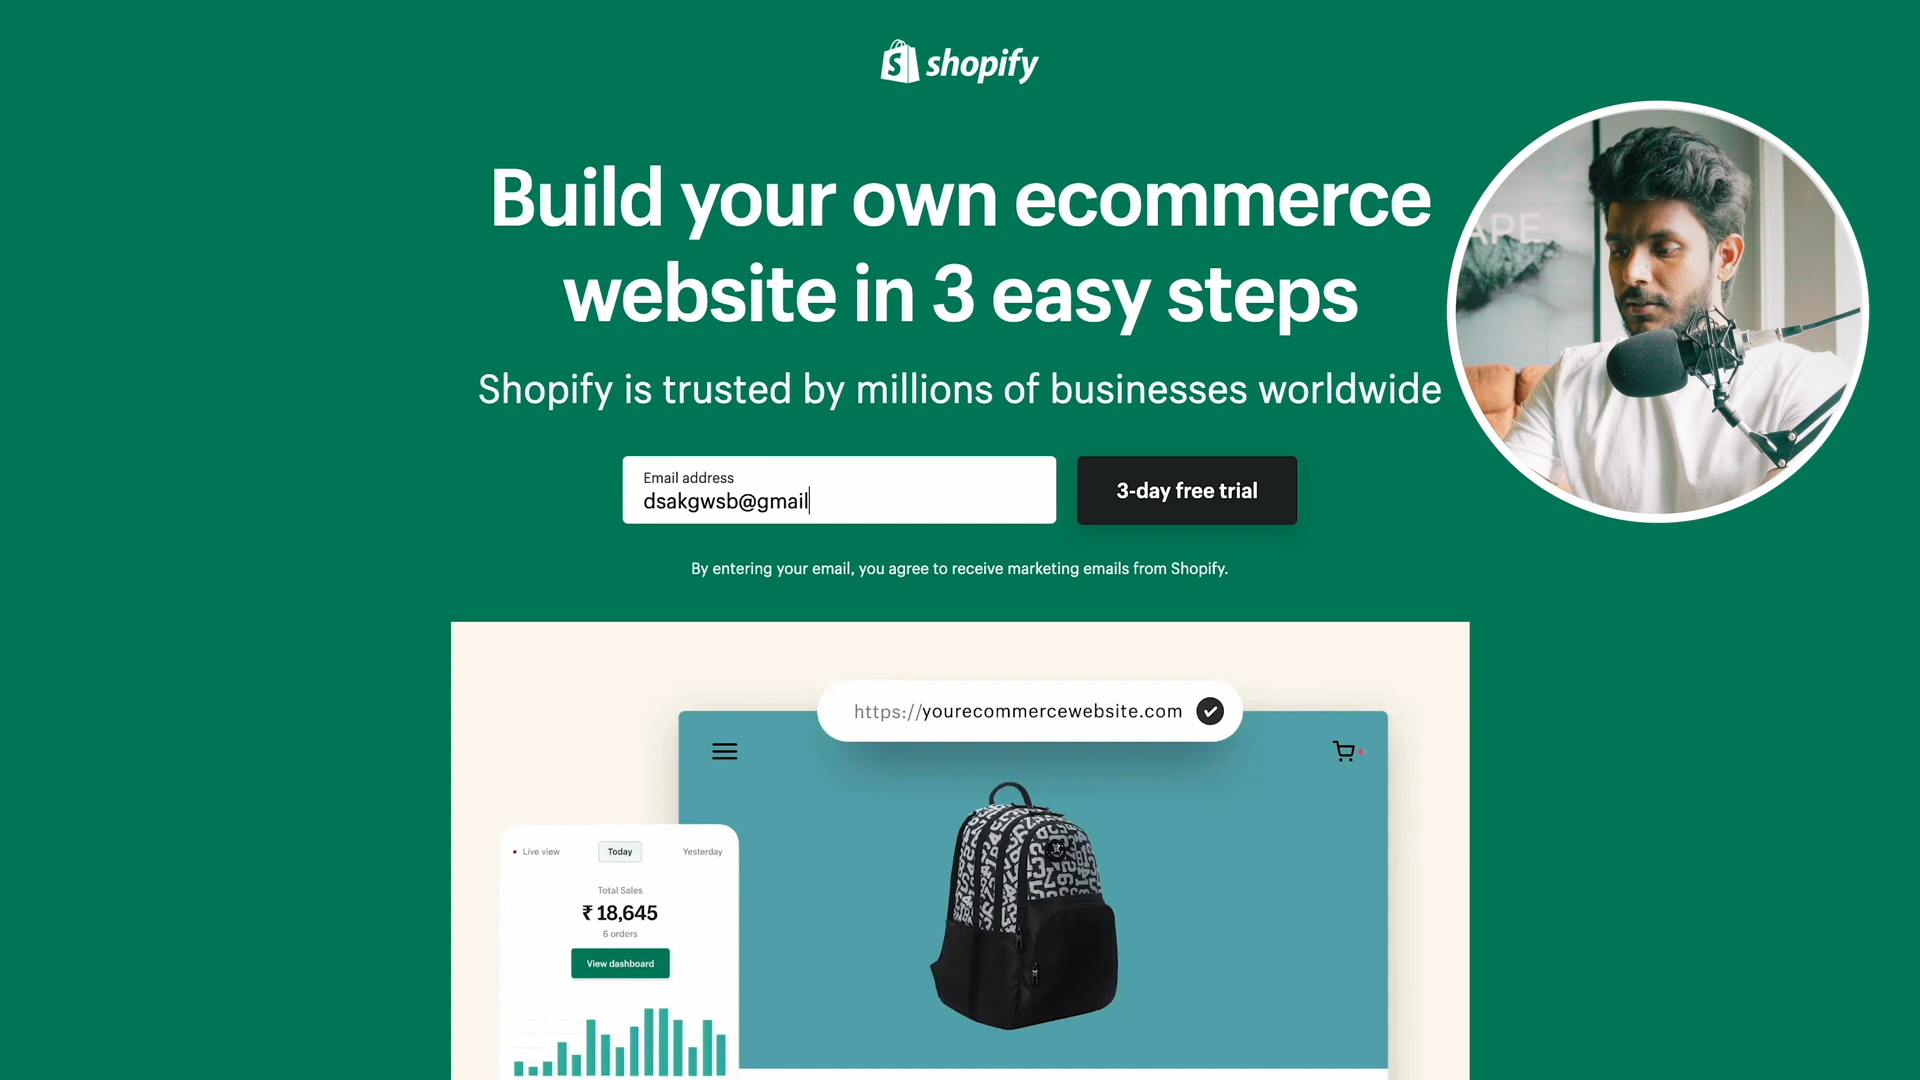 shopify
Build your own ecommerce
website in 3 easy steps
Shopify is trusted by millions of businesses worldwide
Email address
dsakgwsb@gmail
3-day free trial
By entering your email, you agree to receive marketing emails from Shopify.
https://yourecommercewebsite.com
Live view
Today
Yesterday
Total Sales
₹ 18,645
6 orders
View dashboard
APE